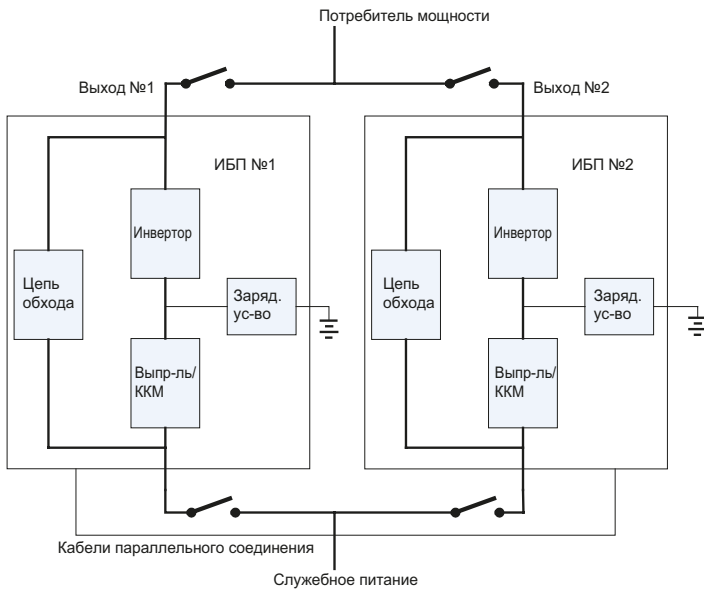 Потребитель мощности
Выход №1
Выход №2
ИБП №1
ИБП №2
Инвертор
Инвертор
Цепь
обхода
Заряд.
ус-во
Цепь
обхода
Заряд.
ус-во
Выпр-ль/
ККМ
Выпр-ль/
ККМ
Кабели параллельного соединения
Служебное питание